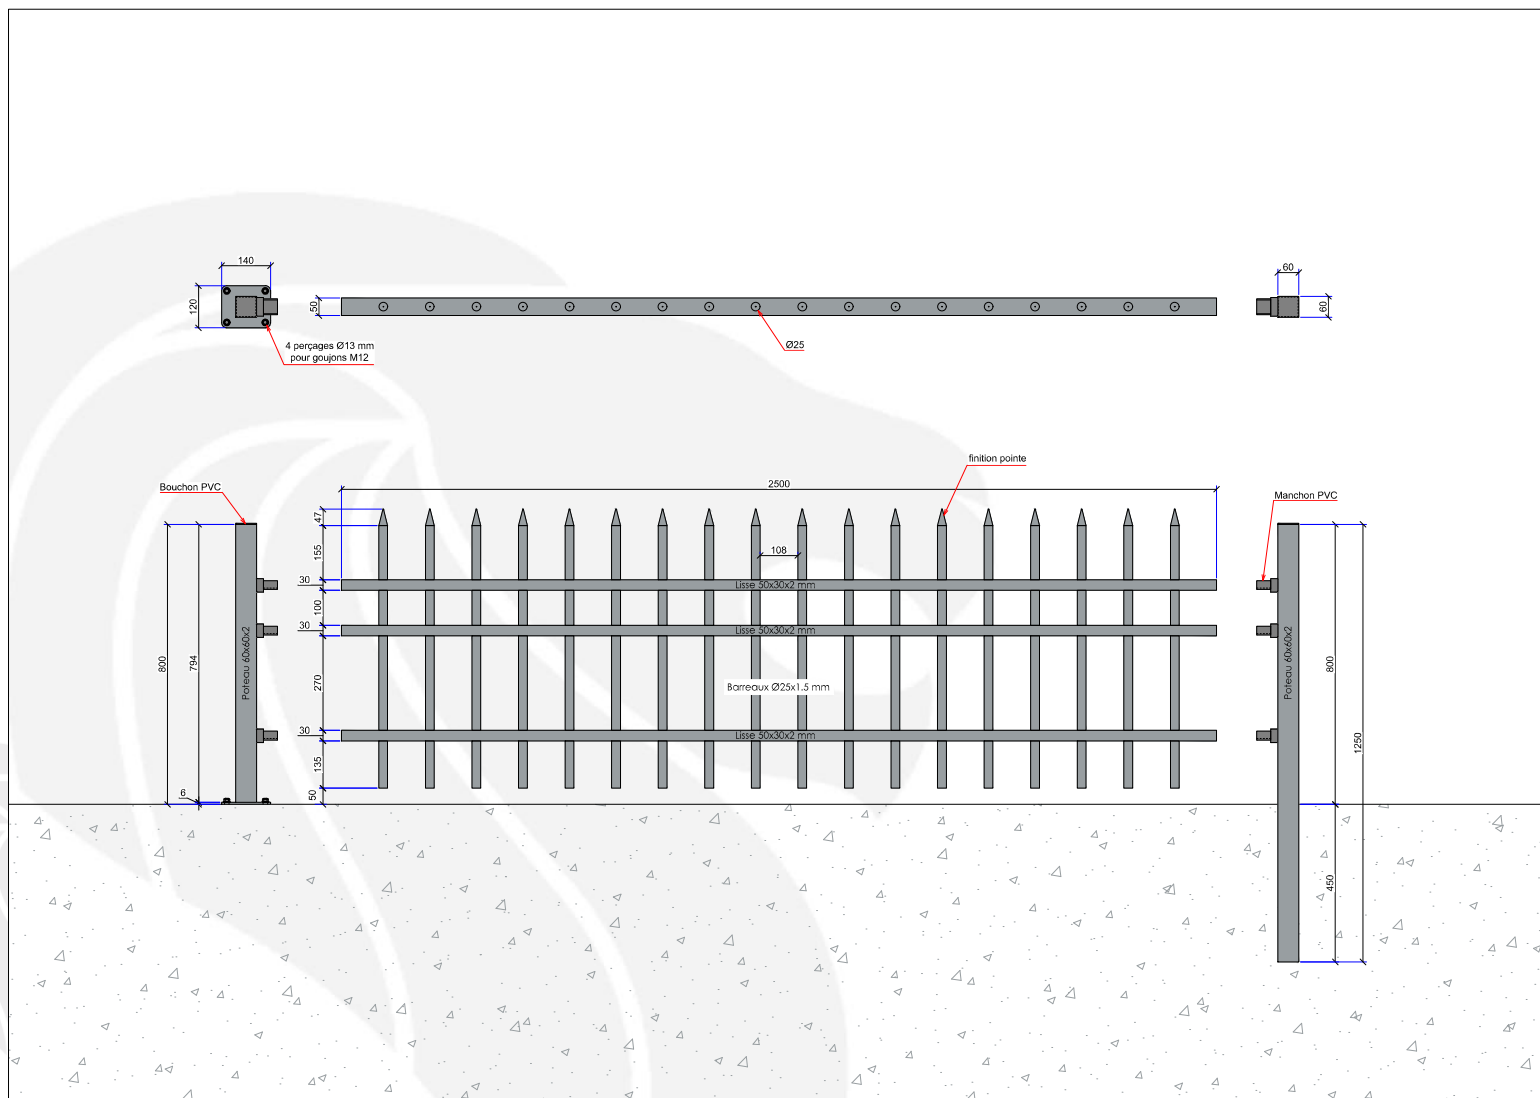 140
120
4 perçages Ø13 mm
pour goujons M12
50
Ø25
60
60
finition pointe
Bouchon PVC
2500
Manchon PVC
47
155
108
30
Lisse 50x30x2 mm
100
30
Lisse 50x30x2 mm
Poteau 60x60x2
800
794
270
Barreaux Ø25x1.5 mm
Poteau 60x60x2
800
30
Lisse 50x30x2 mm
135
1250
6
50
450